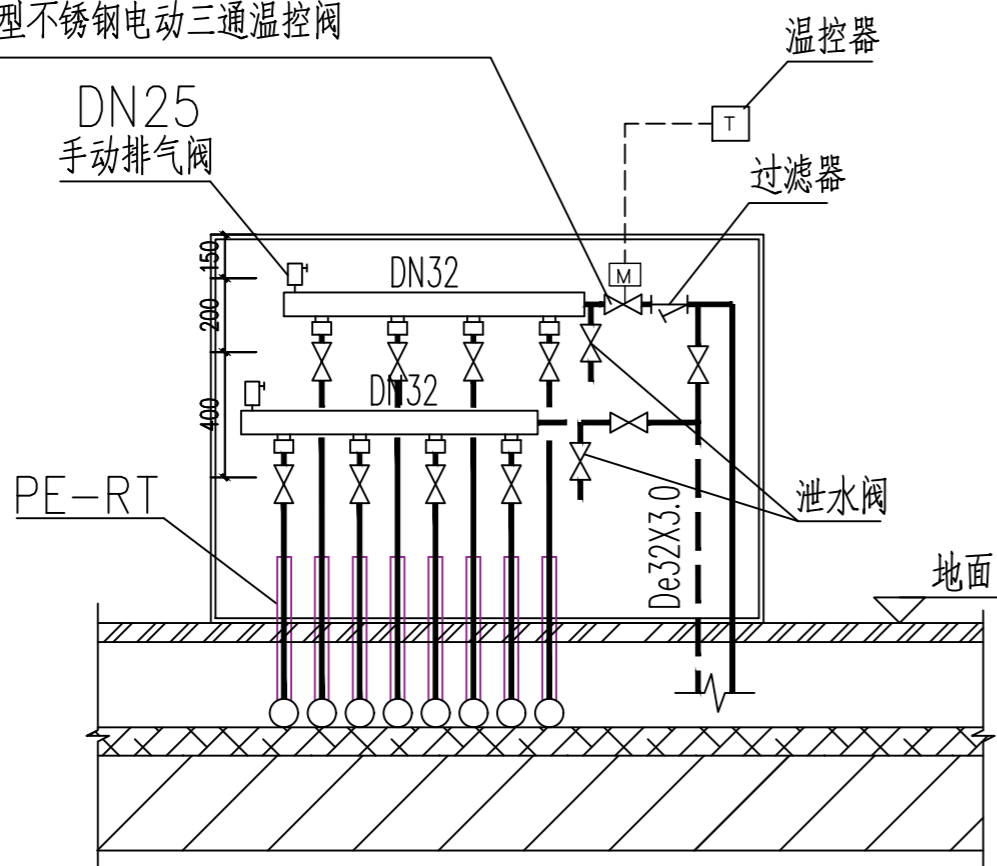 型不锈钢电动三通温控阀
温控器
DN25
手动排气阀
T
过滤器
M
DN32
150
200
400
DN32
PE-RT
De32X3.0
泄水阀
地面